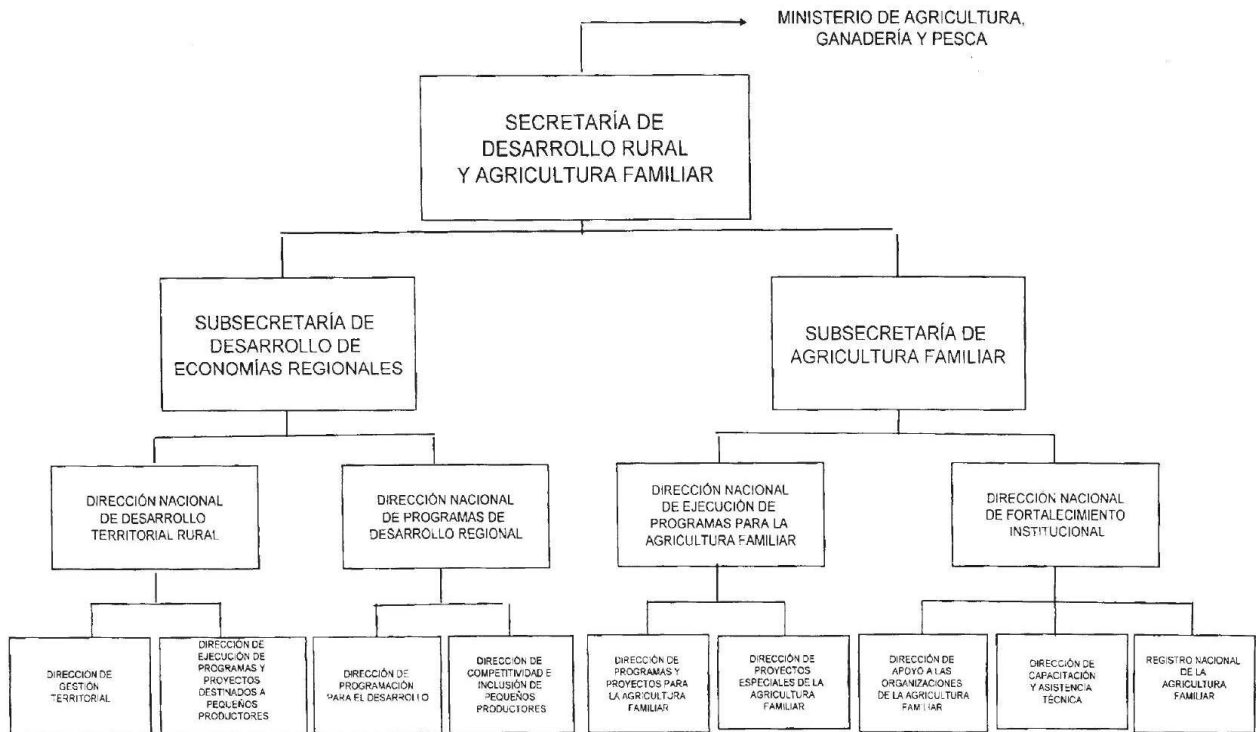 MINISTERIO DE AGRICULTURA,
GANADERÍA Y PESCA
SECRETARÍA DE
DESARROLLO RURAL
Y AGRICULTURA FAMILIAR
SUBSECRETARÍA DE
DESARROLLO DE
ECONOMÍAS REGIONALES
SUBSECRETARÍA DE
AGRICULTURA FAMILIAR
DIRECCIÓN NACIONAL
DE DESARROLLO
TERRITORIAL RURAL
DIRECCIÓN NACIONAL
DE PROGRAMAS DE
DESARROLLO REGIONAL
DIRECCIÓN NACIONAL
DE EJECUCIÓN DE
PROGRAMAS PARA LA
AGRICULTURA FAMILIAR
DIRECCIÓN NACIONAL
DE FORTALECIMIENTO
INSTITUCIONAL
DIRECCIÓN DE
GESTIÓN
TERRITORIAL
DIRECCIÓN DE
EJECUCIÓN DE
PROGRAMAS Y
PROYECTOS
DESTINADOS A
PEQUEÑOS
PRODUCTORES
DIRECCIÓN DE
PROGRAMACIÓN
PARA EL DESARROLLO
DIRECCIÓN DE
COMPETITIVIDAD E
INCLUSIÓN DE
PEQUEÑOS
PRODUCTORES
DIRECCIÓN DE
PROGRAMAS Y
PROYECTOS PARA
LA AGRICULTURA
FAMILIAR
DIRECCIÓN DE
PROYECTOS
ESPECIALES DE LA
AGRICULTURA
FAMILIAR
DIRECCIÓN DE
APOYO A LAS
ORGANIZACIONES
DE LA AGRICULTURA
FAMILIAR
DIRECCIÓN DE
CAPACITACIÓN
Y ASISTENCIA
TÉCNICA
REGISTRO NACIONAL
DE LA
AGRICULTURA
FAMILIAR